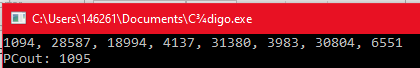 C:\Users\146261\Documents\C¾digo.exe
1094, 28587, 18994, 4137, 31380, 3983, 30804, 6551
PCout: 1095